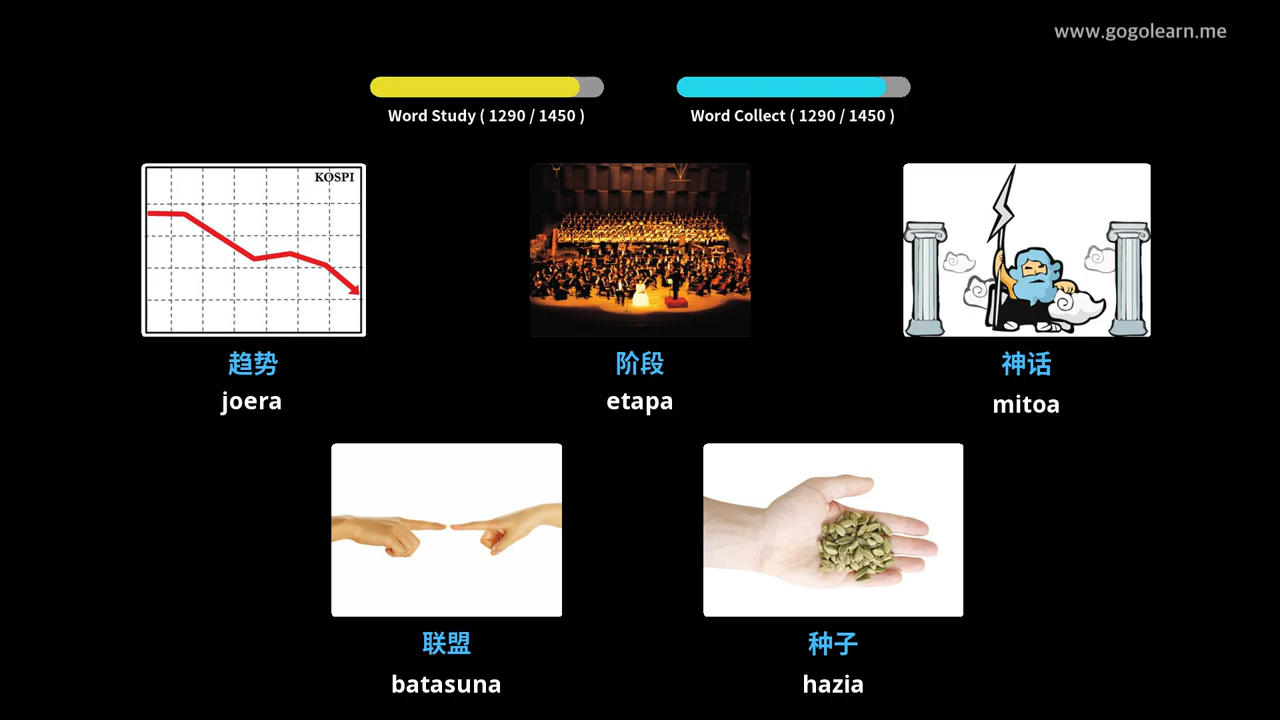 www.gogolearn.me
Word Study ( 1290 / 1450 )
Word Collect ( 1290 / 1450 )
KOSPI
趋势
joera
阶段
etapa
神话
mitoa
联盟
batasuna
种子
hazia